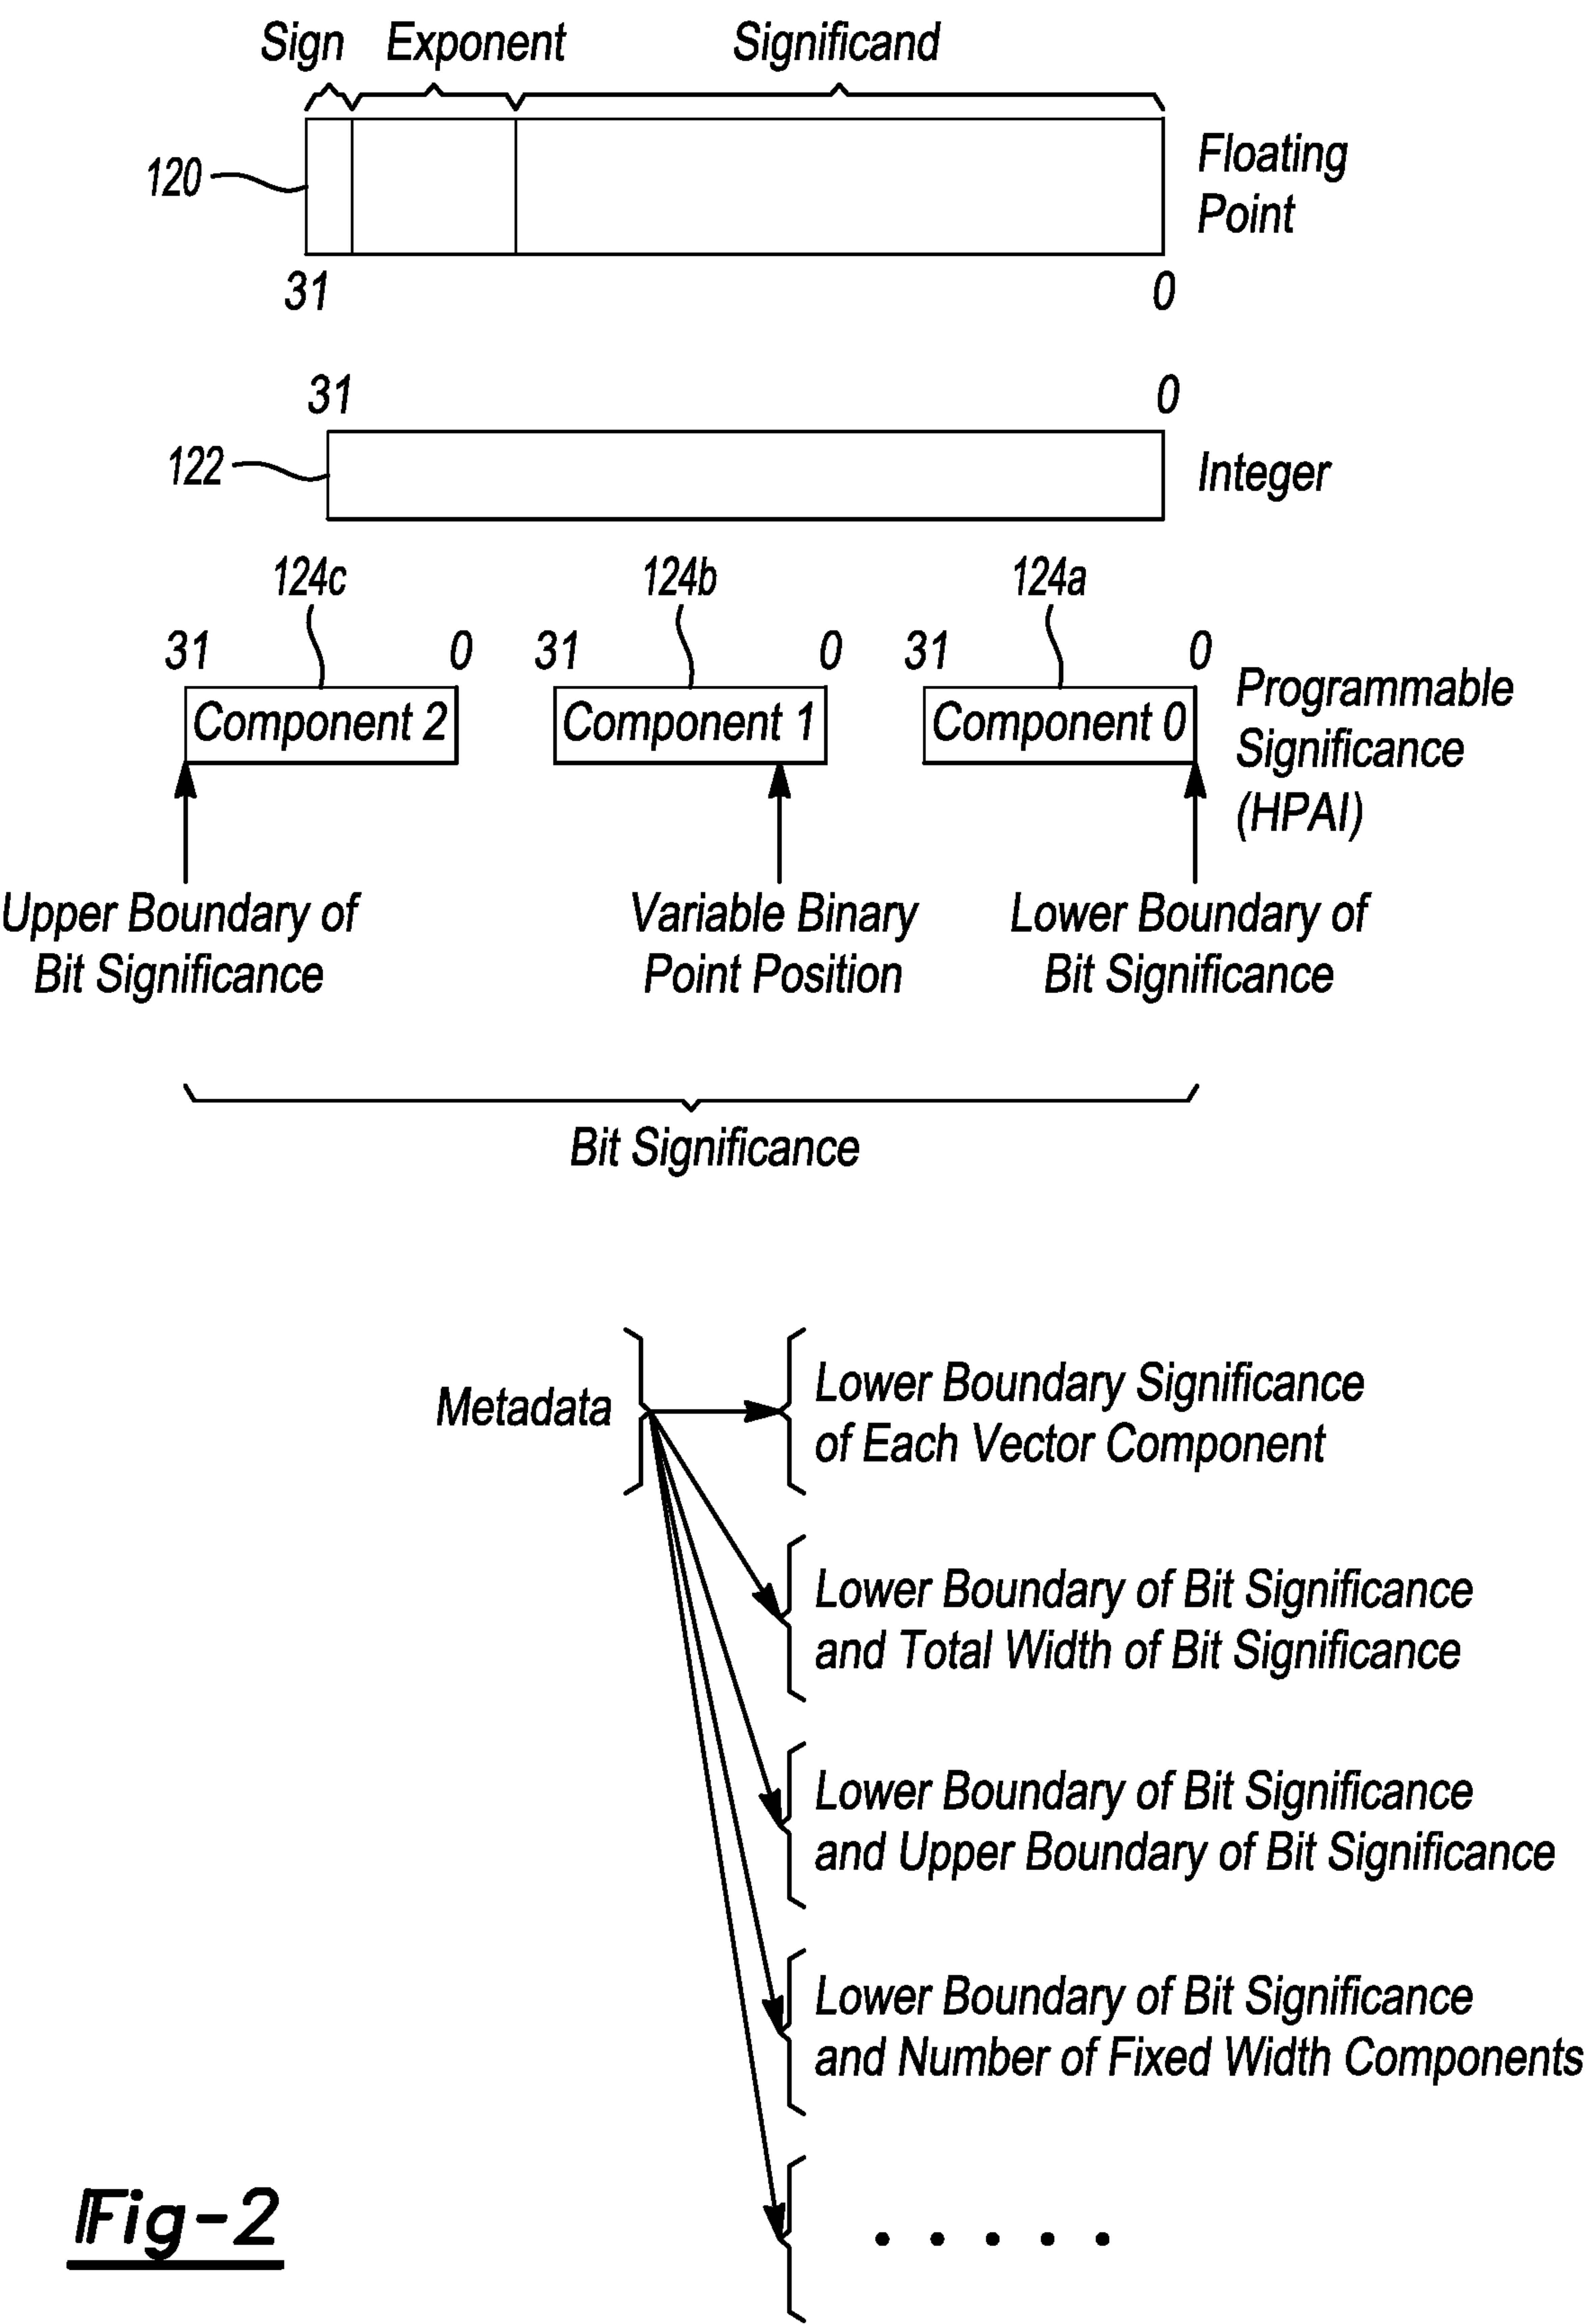 Sign Exponent Significand
120
Floating
Point
31 0
31 0
122
Integer
124c 124b 124a
31 0 31 0 31 0
Component 2 Component 1 Component 0
Programmable
Significance
(HPAI)
Upper Boundary of
Bit Significance
Variable Binary
Point Position
Lower Boundary of
Bit Significance
Bit Significance
Metadata
Lower Boundary Significance
of Each Vector Component
Lower Boundary of Bit Significance
and Total Width of Bit Significance
Lower Boundary of Bit Significance
and Upper Boundary of Bit Significance
Lower Boundary of Bit Significance
and Number of Fixed Width Components
. . . . .
Fig-2